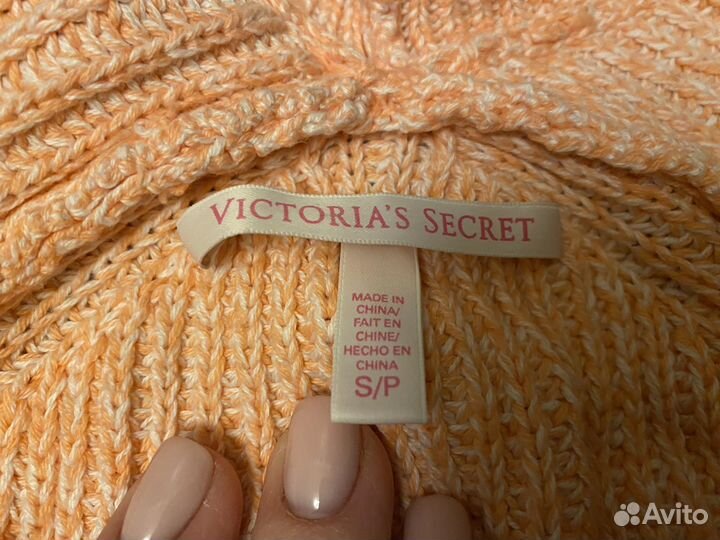 VICTORIA'S SECRET
MADE IN
CHINA/
FAIT EN
CHINE/
HECHO EN
CHINA
S/P
Avito